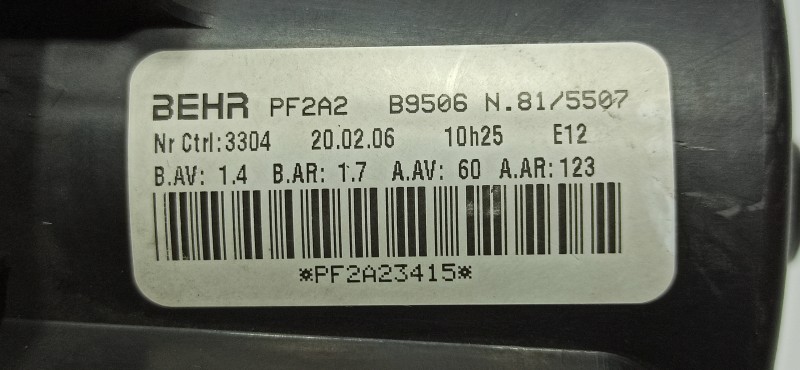 BEHR PF2A2 B9506 N.81/5507
Nr Ctrl:3304 20.02.06 10h25 E12
B.AV: 1.4 B.AR: 1.7 A.AV: 60 A.AR: 123
*PF2A23415*